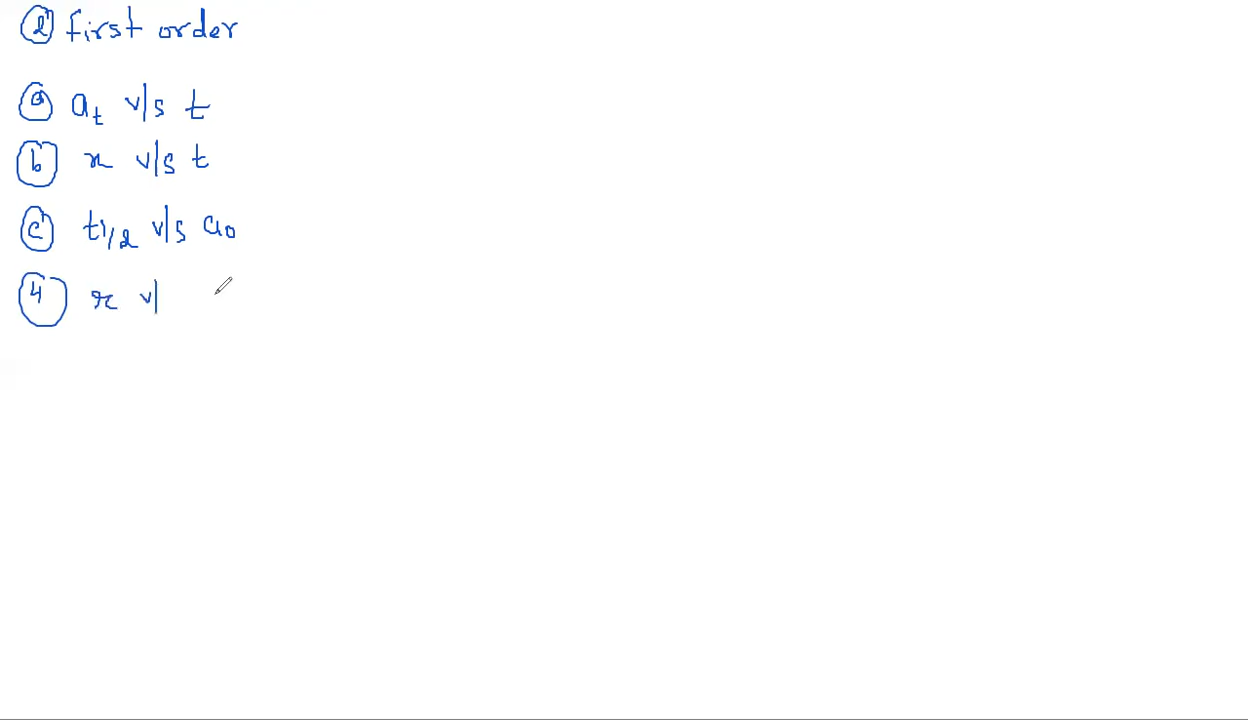 ② first order
ⓐ at v/s t
ⓑ x v/s t
ⓒ t1/2 v/s a0
④ r v/